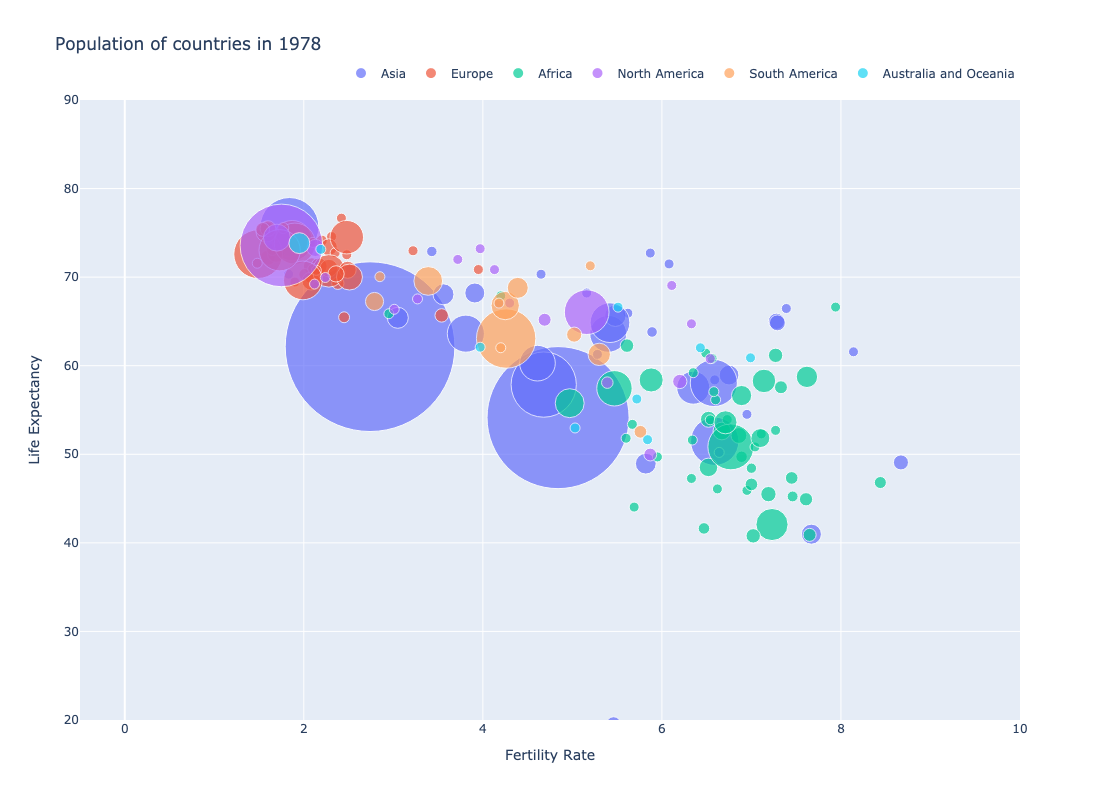 Population of countries in 1978
Asia Europe Africa North America South America Australia and Oceania
90
80
70
60
50
40
30
20
Life Expectancy
0 2 4 6 8 10
Fertility Rate